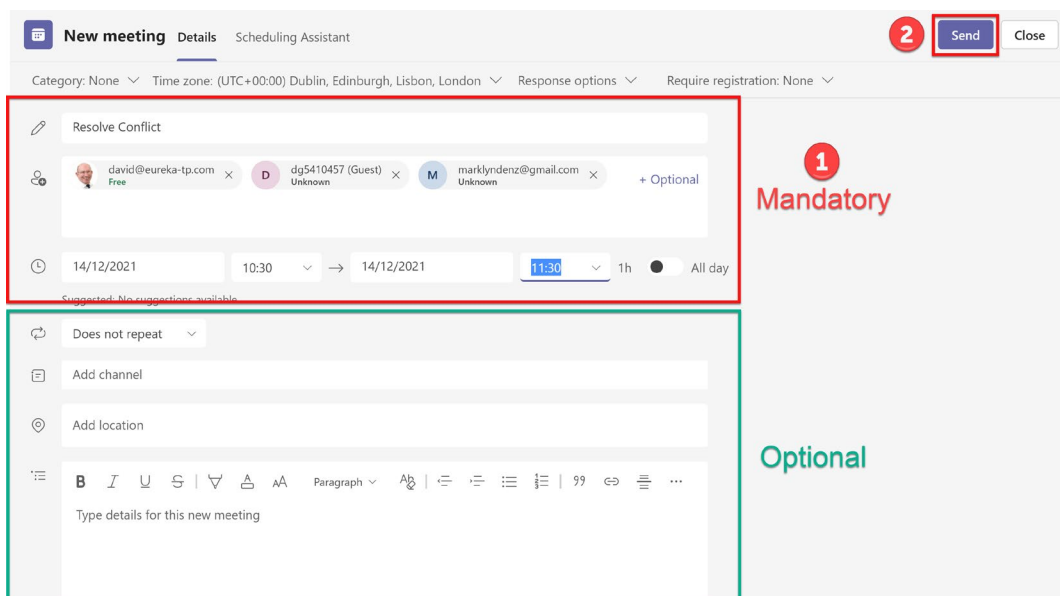 New meeting Details Scheduling Assistant 2 Send Close
Category: None Time zone: (UTC+00:00) Dublin, Edinburgh, Lisbon, London Response options Require registration: None
Resolve Conflict
david@eureka-tp.com
Free
D dg5410457 (Guest)
Unknown
M marklyndenz@gmail.com
Unknown
+ Optional
1
Mandatory
14/12/2021 10:30 → 14/12/2021 11:30 1h All day
Suggested: No suggestions available.
Does not repeat
Add channel
Add location
Optional
B I U S A AA Paragraph Ab 99 ...
Type details for this new meeting